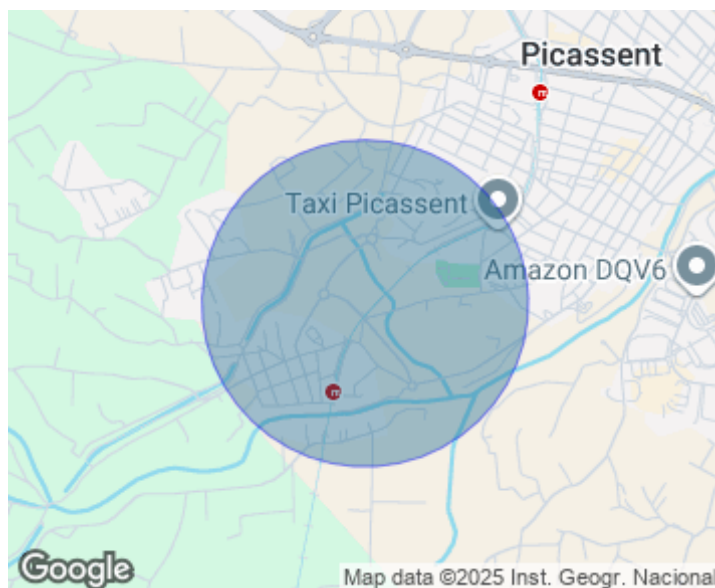 Picassent
Taxi Picassent
Amazon DQV6
Google
Map data ©2025 Inst. Geogr. Nacional